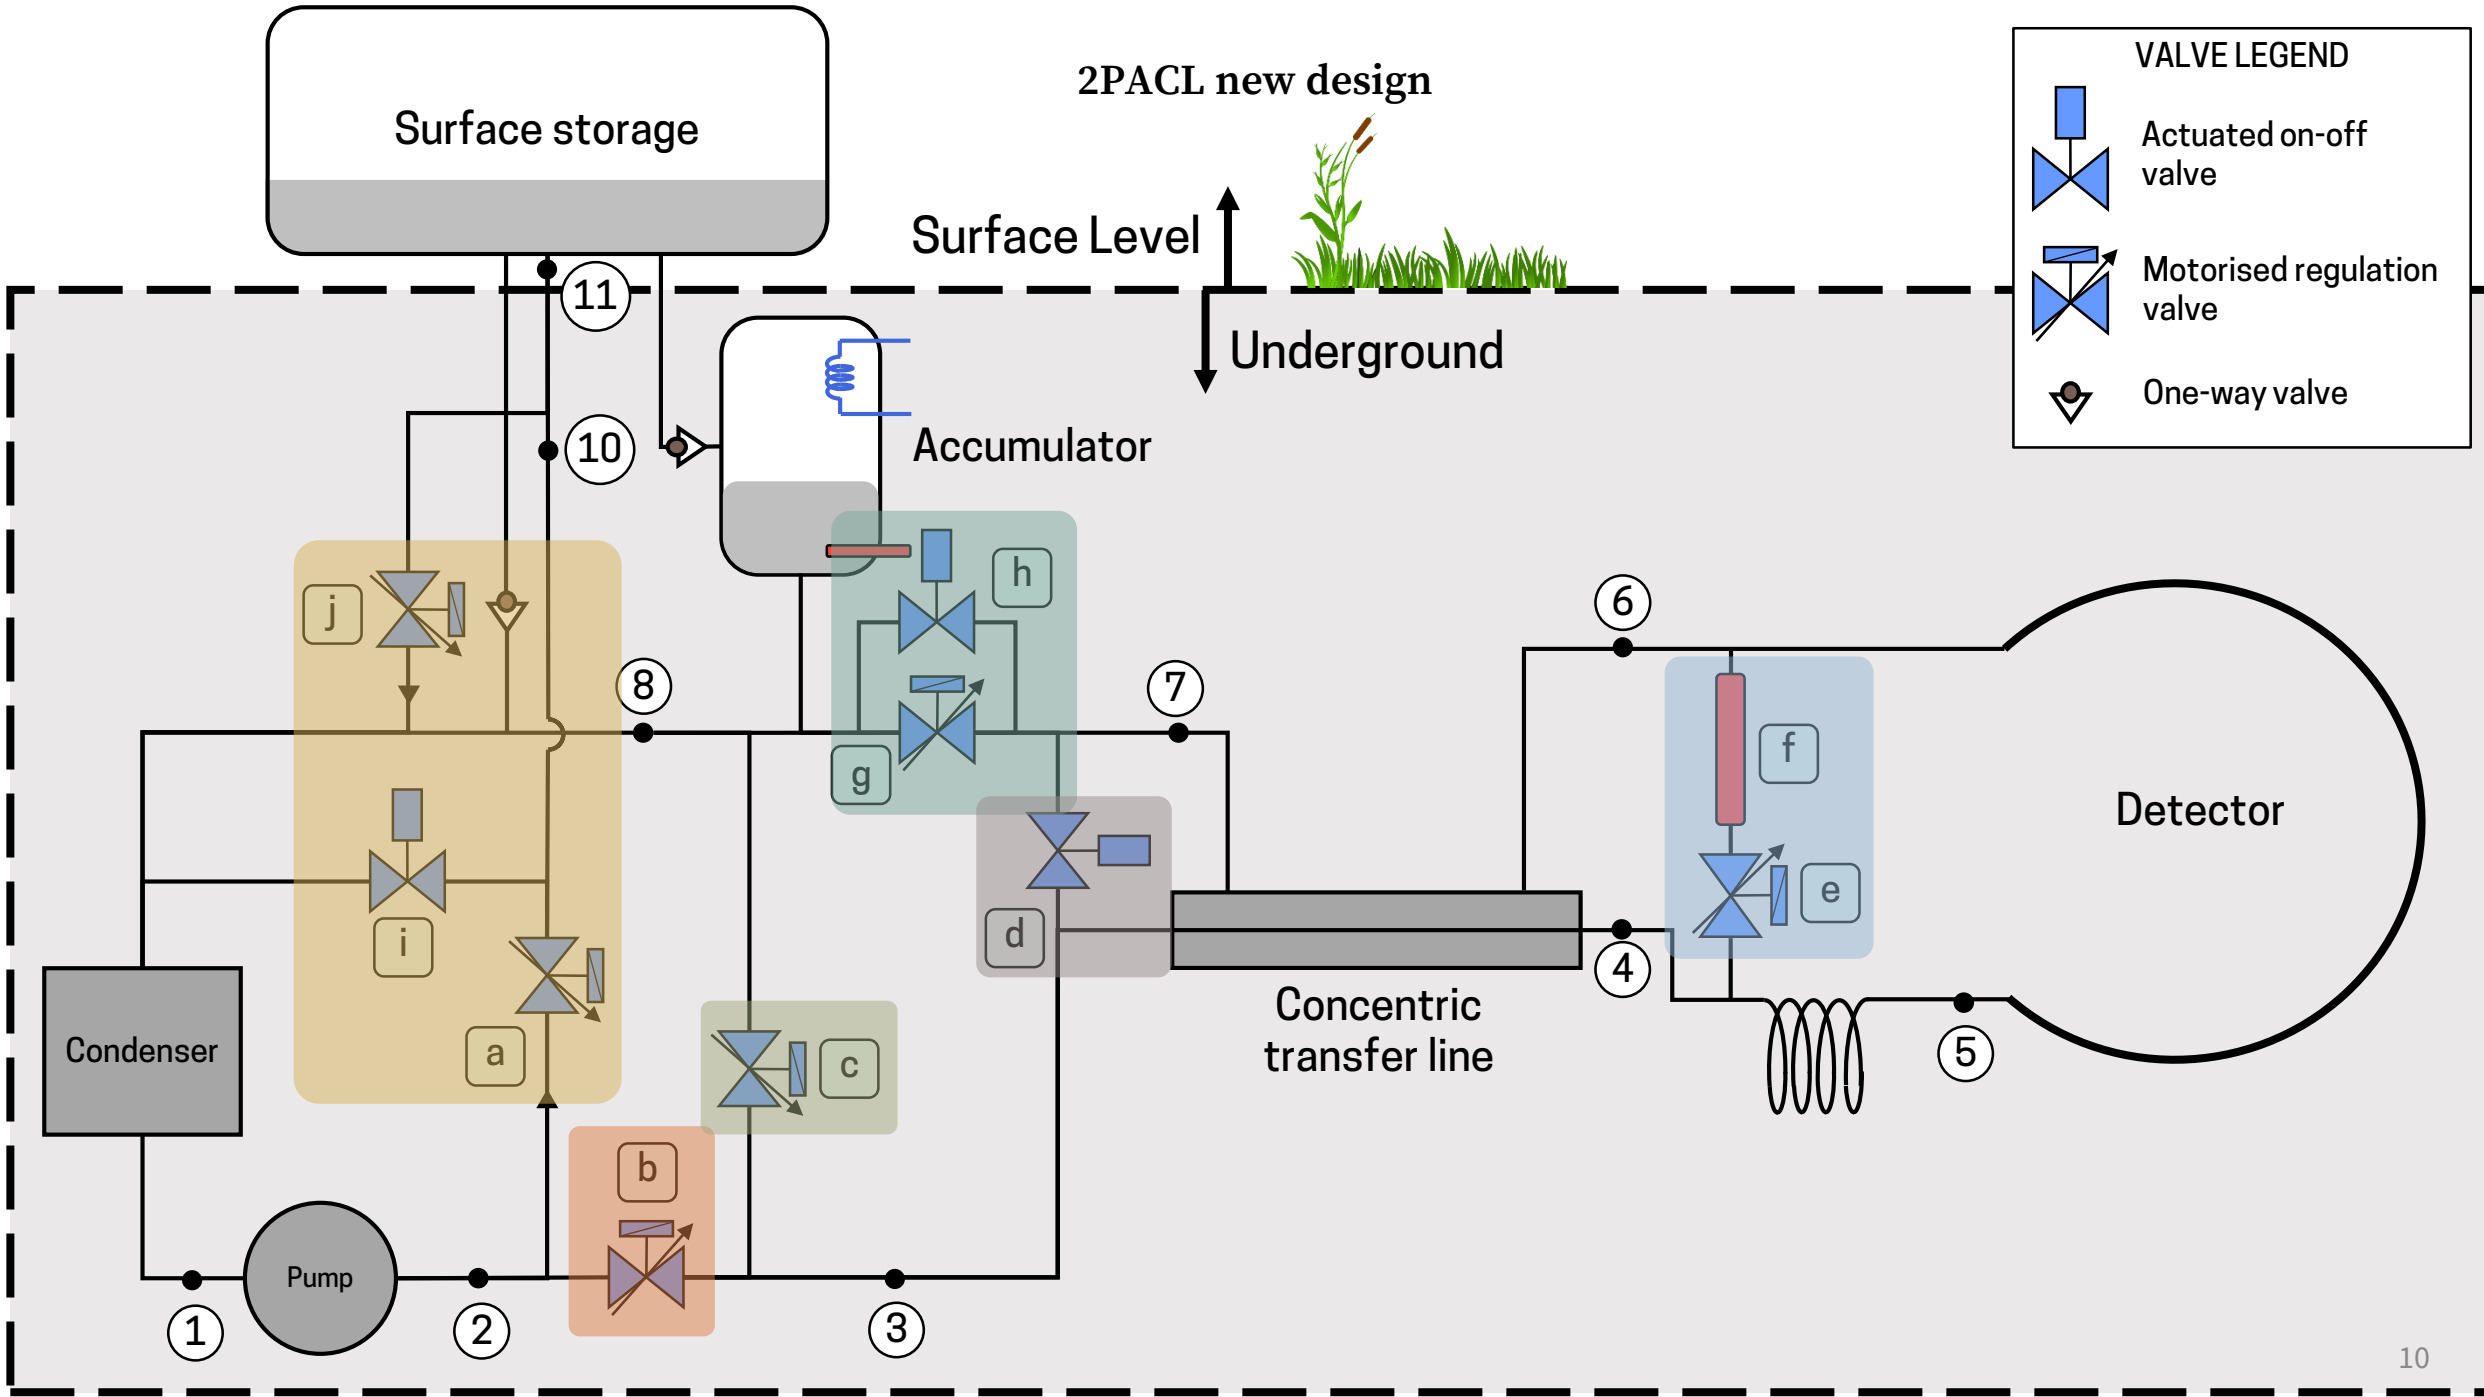 2PACL new design
VALVE LEGEND
Actuated on-off
valve
Motorised regulation
valve
One-way valve
Surface storage
Surface Level
11
Underground
10
Accumulator
h
j
6
8
7
g
f
Detector
e
d
i
4
Concentric
transfer line
Condenser
a
c
5
b
Pump
1
2
3
10